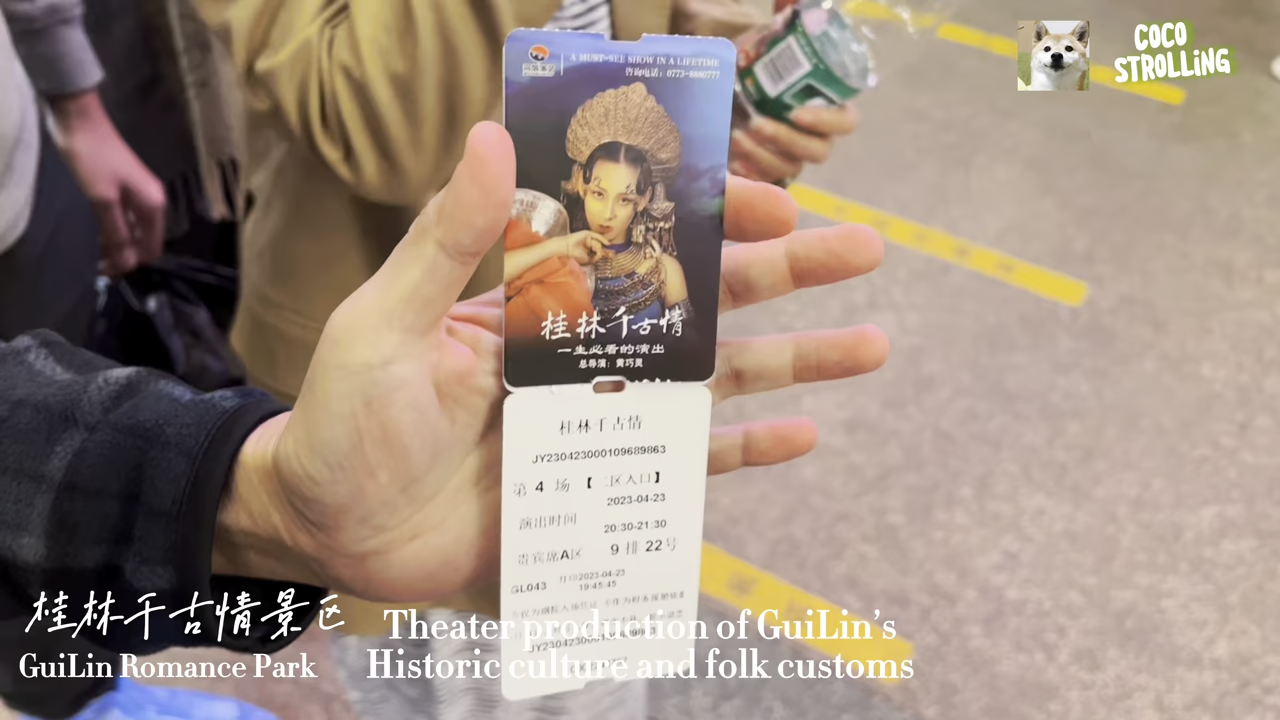 A MUST-SEE SHOW IN A LIFETIME
咨询电话：0773-8880777
COCO
STROLLING
桂林千古情
一生必看的演出
总导演：黄巧灵
桂林千古情
JY230423000109689863
第 4 场 【二区入口】
2023-04-23
演出时间
20:30-21:30
贵宾席A区 9 排 22号
GL043 2023-04-23
19:45:45
桂林千古情景区
GuiLin Romance Park
Theater production of GuiLin's
Historic culture and folk customs